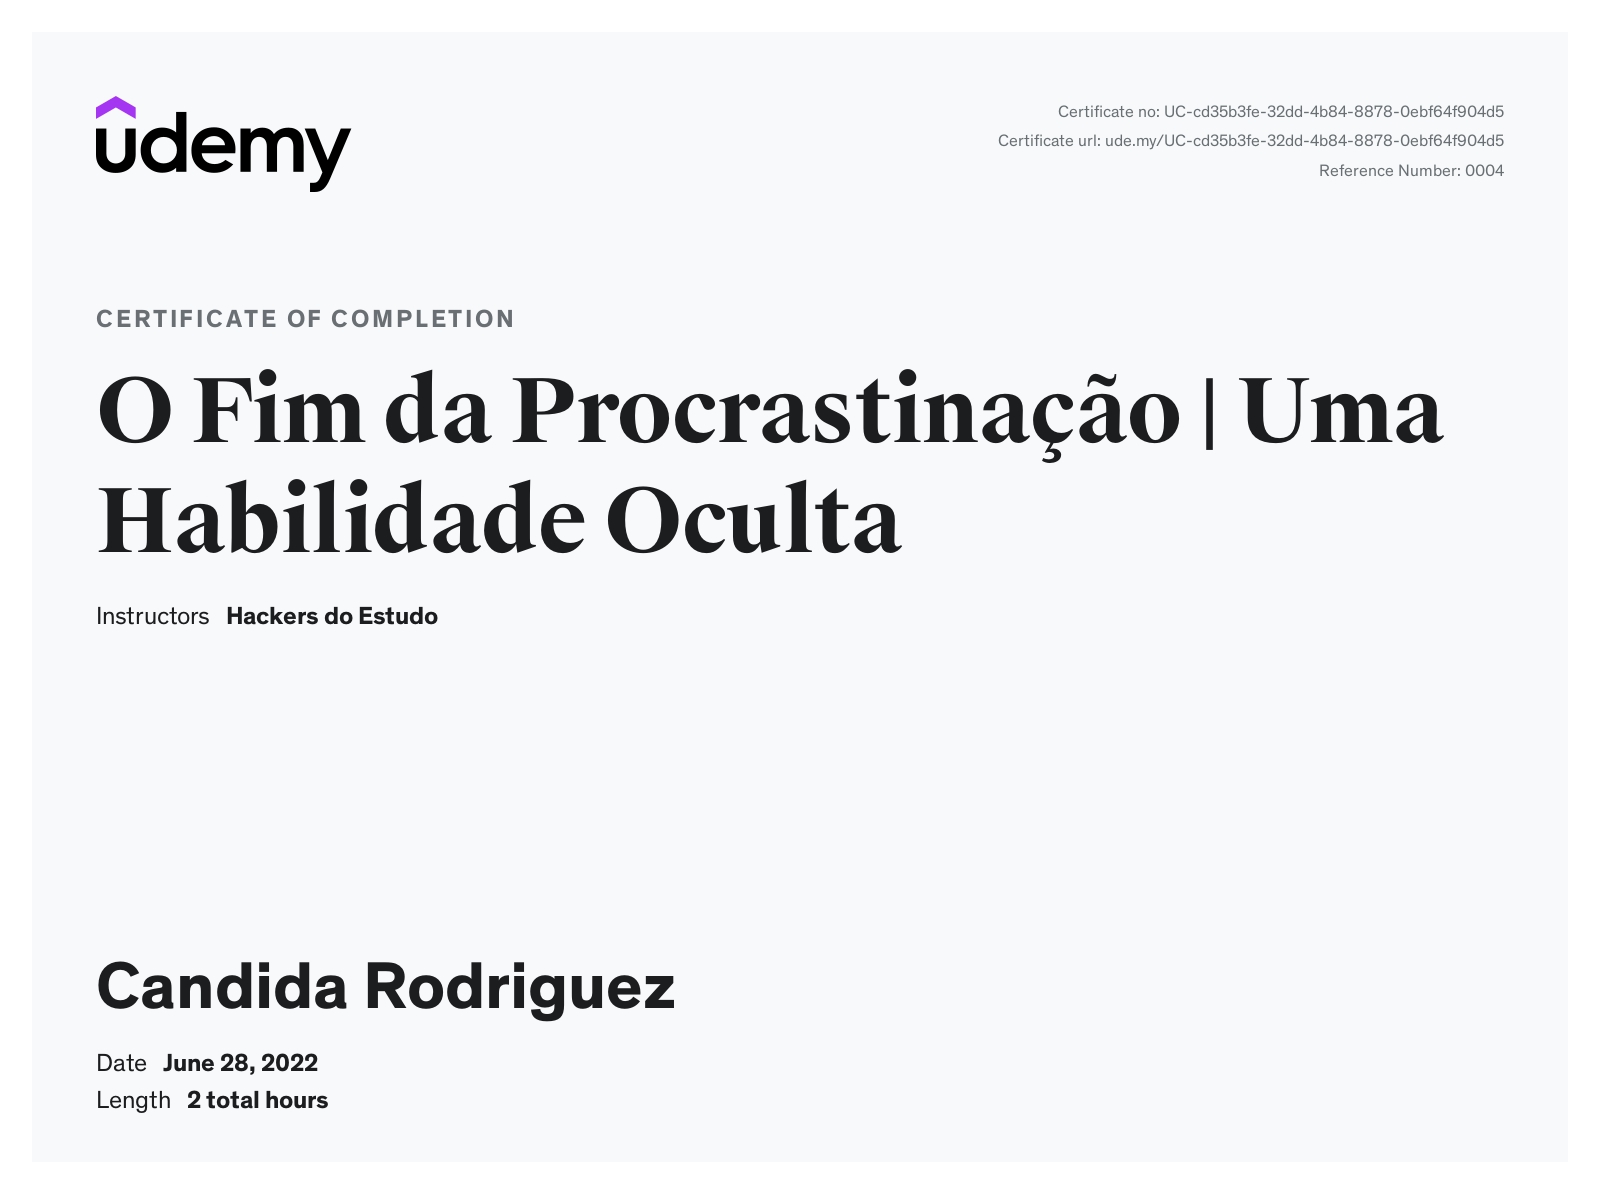 udemy
Certificate no: UC-cd35b3fe-32dd-4b84-8878-0ebf64f904d5
Certificate url: ude.my/UC-cd35b3fe-32dd-4b84-8878-0ebf64f904d5
Reference Number: 0004
CERTIFICATE OF COMPLETION
O Fim da Procrastinação | Uma
Habilidade Oculta
Instructors Hackers do Estudo
Candida Rodriguez
Date June 28, 2022
Length 2 total hours